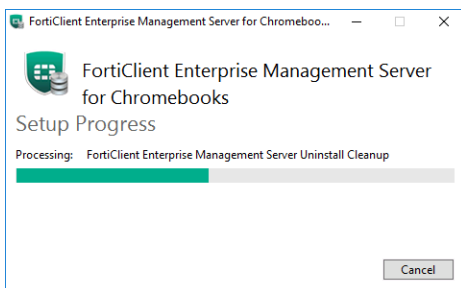 FortiClient Enterprise Management Server for Chromeboo...
FortiClient Enterprise Management Server
for Chromebooks
Setup Progress
Processing: FortiClient Enterprise Management Server Uninstall Cleanup
Cancel